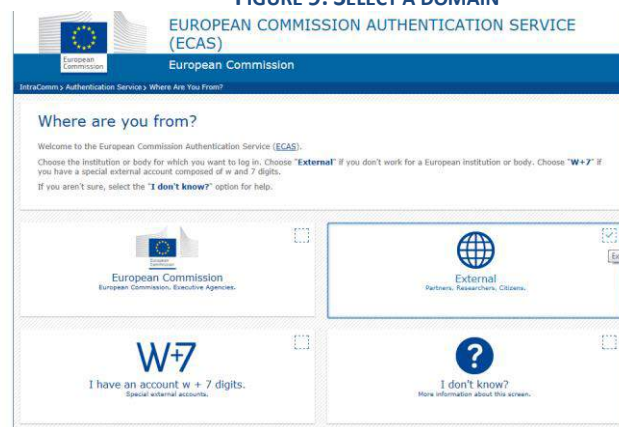 FIGURE 9: SELECT A DOMAIN
EUROPEAN COMMISSION AUTHENTICATION SERVICE
(ECAS)
European
Commission
European Commission
IntraComm > Authentication Service > Where Are You From?
Where are you from?
Welcome to the European Commission Authentication Service (ECAS).
Choose the institution or body for which you want to log in. Choose "External" if you don't work for a European institution or body. Choose "W+7" if
you have a special external account composed of w and 7 digits.
If you aren't sure, select the "I don't know?" option for help.
European
Commission
European Commission
European Commission, Executive Agencies.
External
Partners, Researchers, Citizens.
W+7
I have an account w + 7 digits.
Special external accounts.
?
I don't know?
More information about this screen.